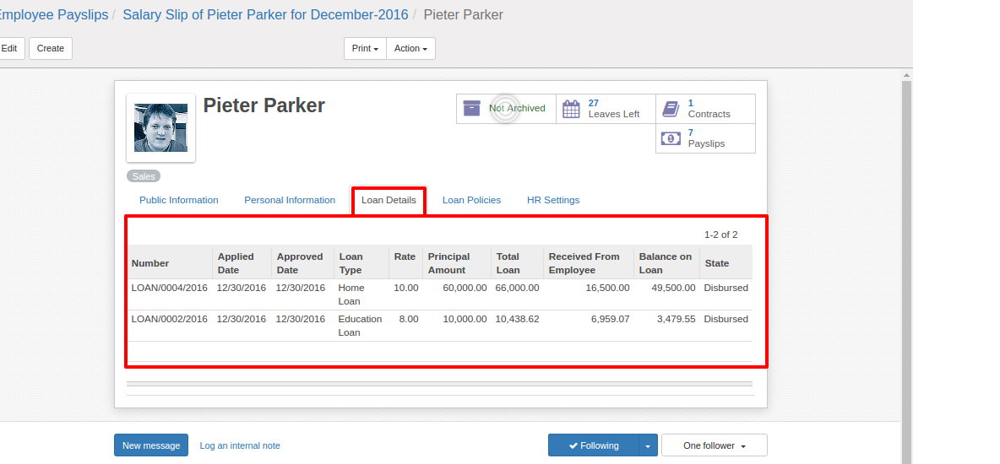 Employee Payslips / Salary Slip of Pieter Parker for December-2016 / Pieter Parker
Edit Create Print Action
Pieter Parker
Not Archived
27
Leaves Left
1
Contracts
7
Payslips
Sales
Public Information Personal Information Loan Details Loan Policies HR Settings
1-2 of 2
Number Applied Date Approved Date Loan Type Rate Principal Amount Total Loan Received From Employee Balance on Loan State
LOAN/0004/2016 12/30/2016 12/30/2016 Home Loan 10.00 60,000.00 66,000.00 16,500.00 49,500.00 Disbursed
LOAN/0002/2016 12/30/2016 12/30/2016 Education Loan 8.00 10,000.00 10,438.62 6,959.07 3,479.55 Disbursed
New message Log an internal note Following One follower